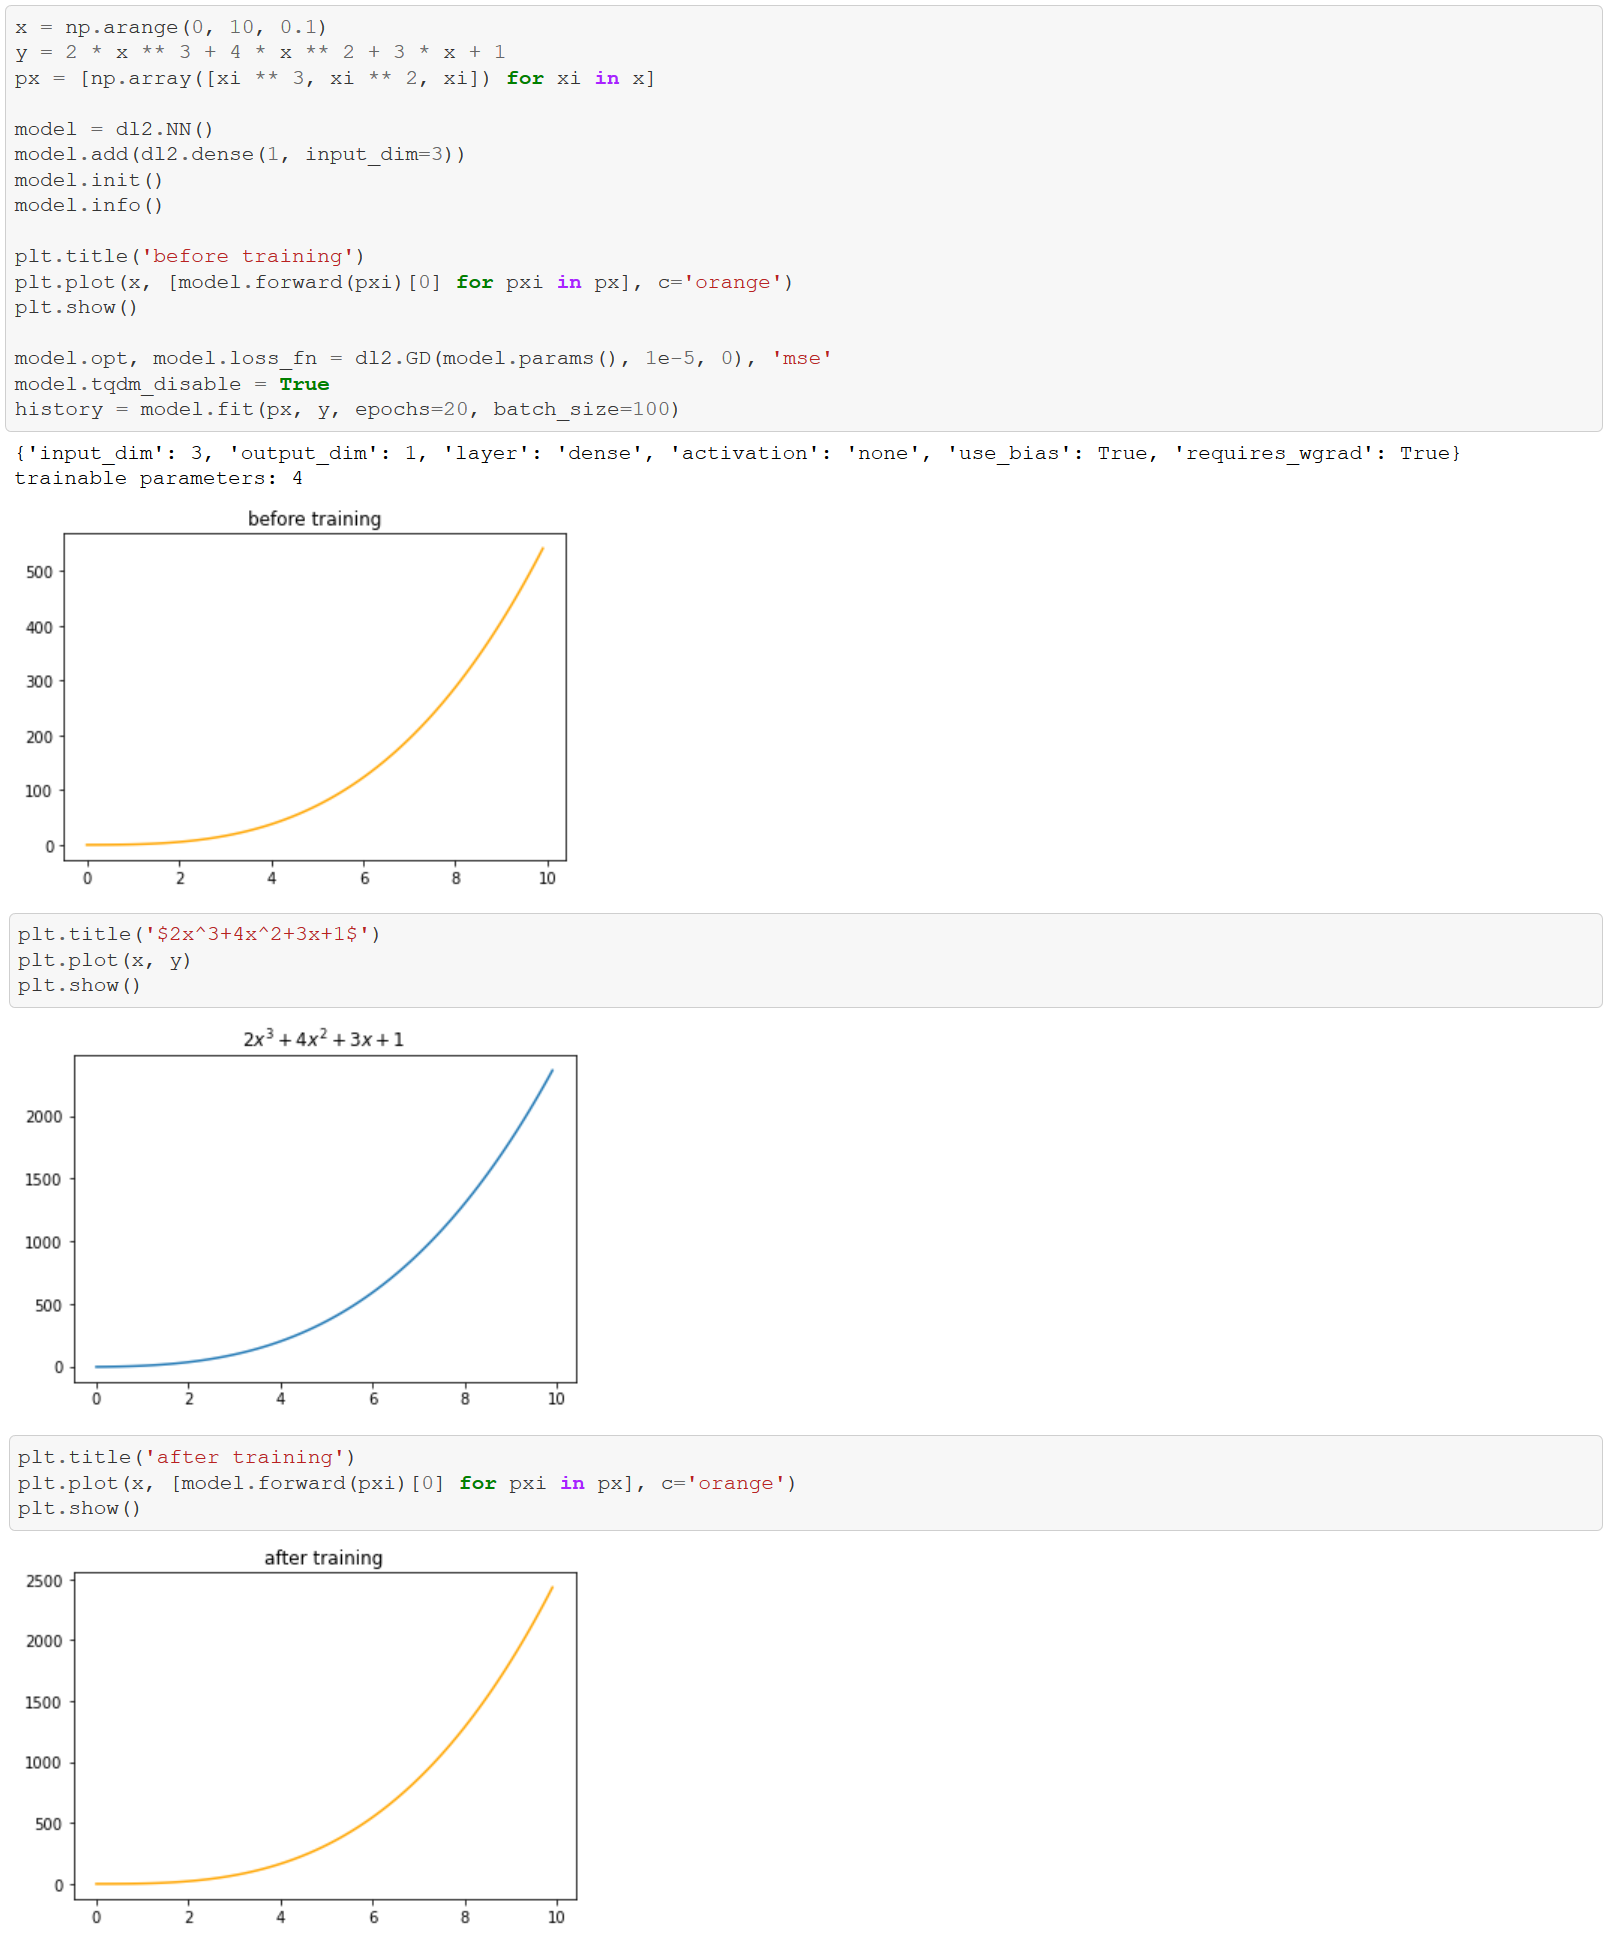 x = np.arange(0, 10, 0.1)
y = 2 * x ** 3 + 4 * x ** 2 + 3 * x + 1
px = [np.array([xi ** 3, xi ** 2, xi]) for xi in x]
model = dl2.NN()
model.add(dl2.dense(1, input_dim=3))
model.init()
model.info()
plt.title('before training')
plt.plot(x, [model.forward(pxi)[0] for pxi in px], c='orange')
plt.show()
model.opt, model.loss_fn = dl2.GD(model.params(), 1e-5, 0), 'mse'
model.tqdm_disable = True
history = model.fit(px, y, epochs=20, batch_size=100)
{'input_dim': 3, 'output_dim': 1, 'layer': 'dense', 'activation': 'none', 'use_bias': True, 'requires_wgrad': True}
trainable parameters: 4
before training
500
400
300
200
100
0
0 2 4 6 8 10
plt.title('$2x^3+4x^2+3x+1$')
plt.plot(x, y)
plt.show()
2x³ + 4x² + 3x + 1
2000
1500
1000
500
0
0 2 4 6 8 10
plt.title('after training')
plt.plot(x, [model.forward(pxi)[0] for pxi in px], c='orange')
plt.show()
after training
2500
2000
1500
1000
500
0
0 2 4 6 8 10